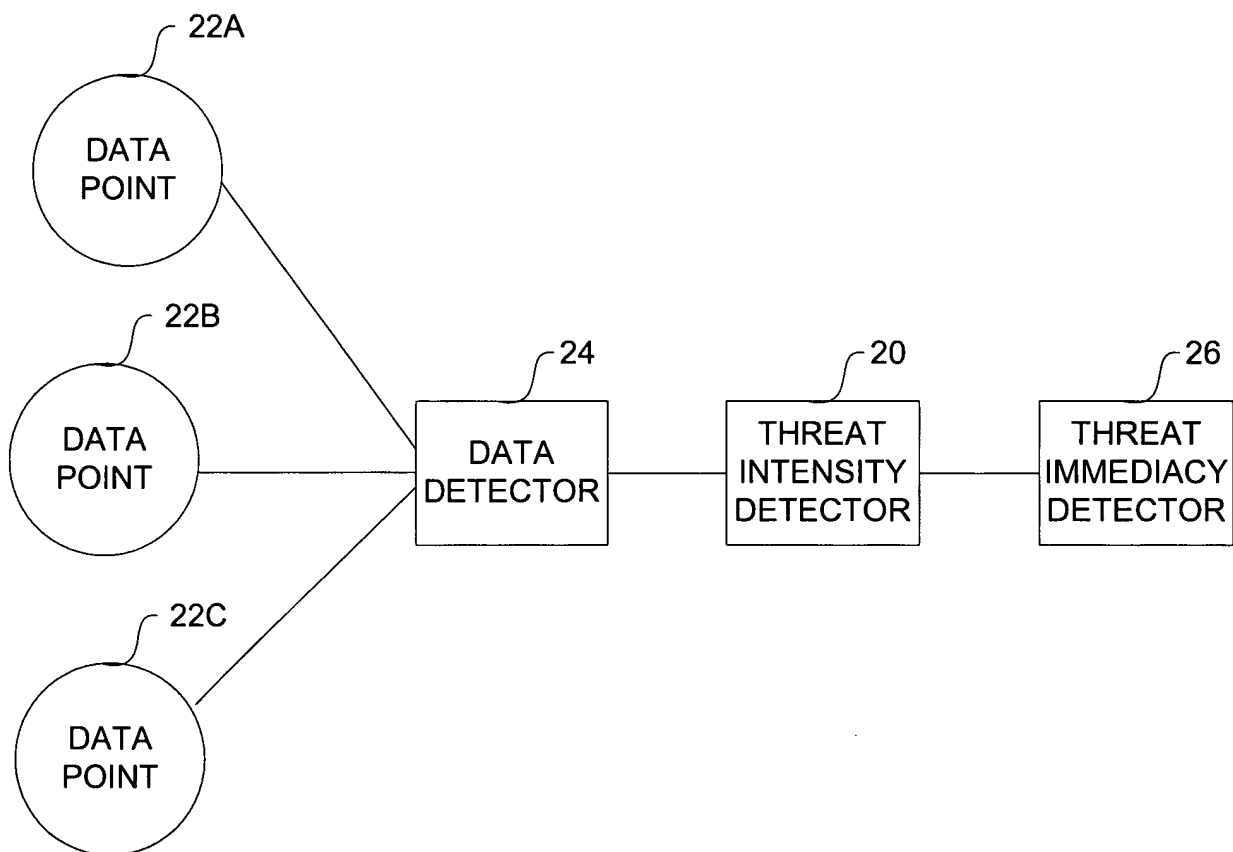 22A
DATA
POINT
22B
DATA
POINT
22C
DATA
POINT
24
DATA
DETECTOR
20
THREAT
INTENSITY
DETECTOR
26
THREAT
IMMEDIACY
DETECTOR